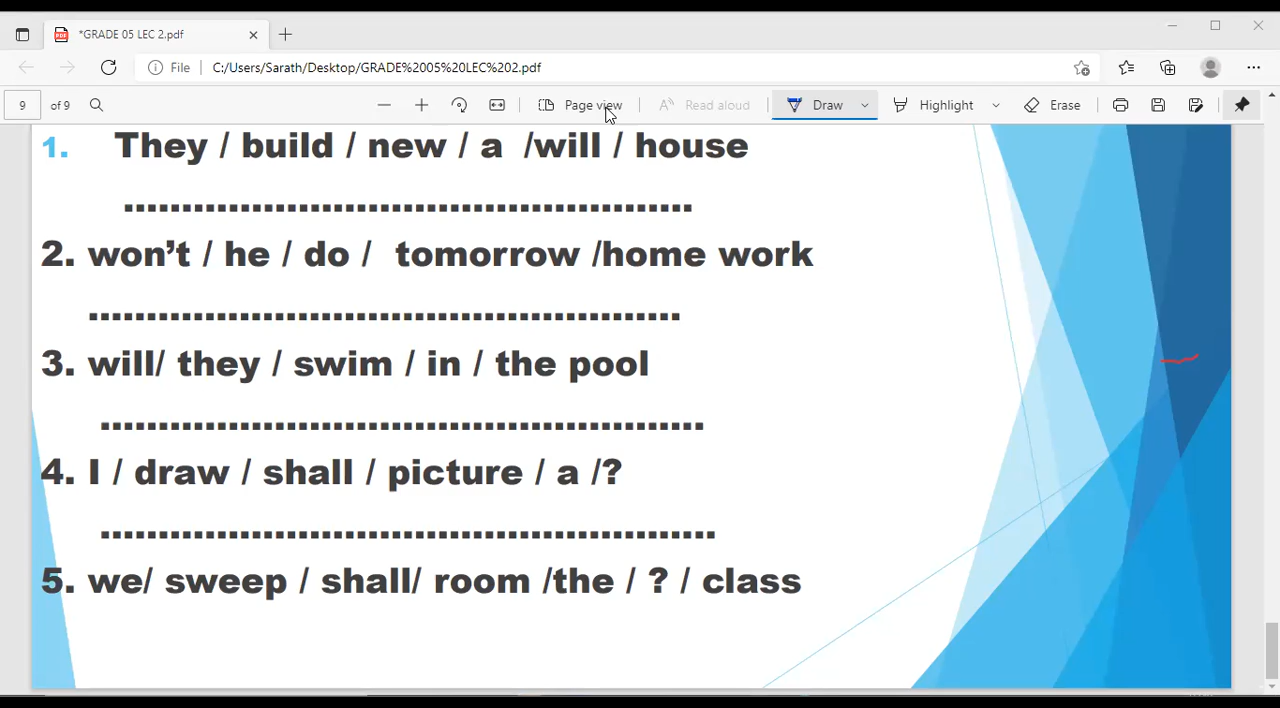 *GRADE 05 LEC 2.pdf
File C:/Users/Sarath/Desktop/GRADE%2005%20LEC%202.pdf
9 of 9 Page view Read aloud Draw Highlight Erase
1. They / build / new / a /will / house
.................................................
2. won't / he / do / tomorrow /home work
...................................................
3. will/ they / swim / in / the pool
....................................................
4. I / draw / shall / picture / a /?
.....................................................
5. we/ sweep / shall/ room /the / ? / class